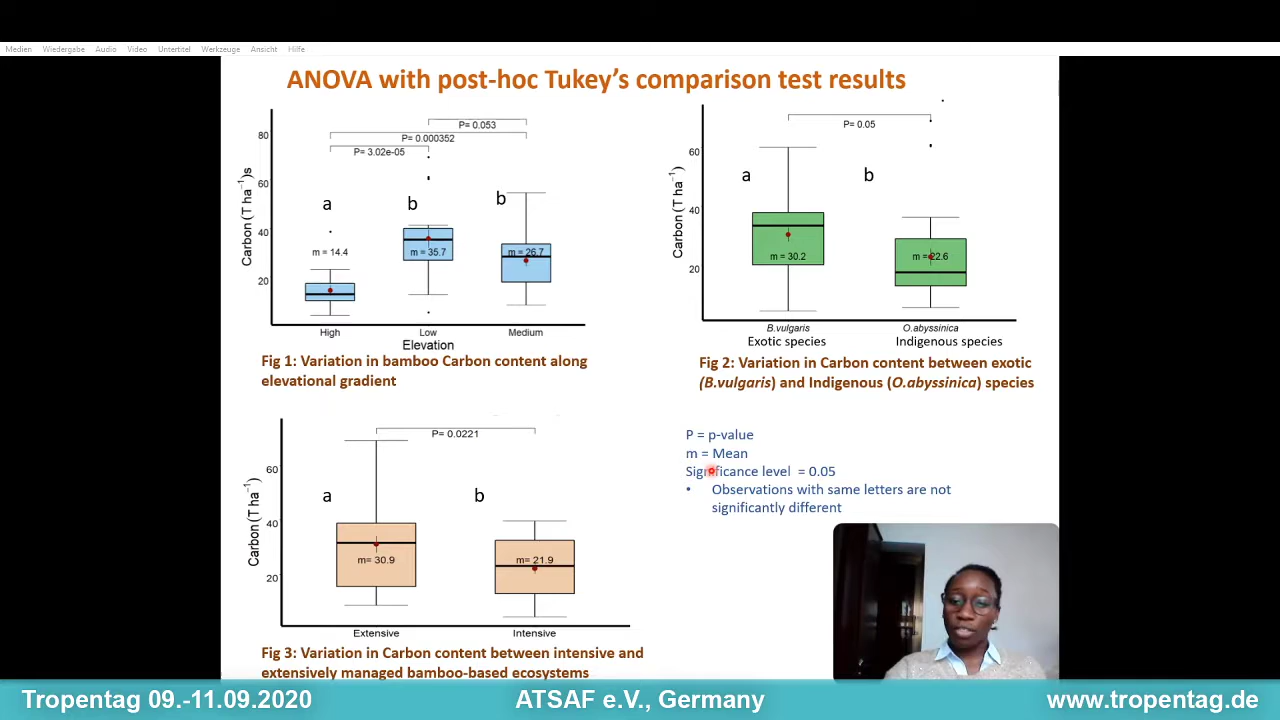 Medien Wiedergabe Audio Video Untertitel Werkzeuge Ansicht Hilfe
ANOVA with post-hoc Tukey's comparison test results
Carbon (T ha⁻¹)s
80
60
40
20
P= 0.053
P= 0.000352
P= 3.02e-05
a
b
b
m = 14.4
m = 35.7
m = 26.7
High
Low
Medium
Elevation
Fig 1: Variation in bamboo Carbon content along
elevational gradient
Carbon (T ha⁻¹)
60
40
20
P= 0.05
a
b
m = 30.2
m = 22.6
B.vulgaris
O.abyssinica
Exotic species
Indigenous species
Fig 2: Variation in Carbon content between exotic
(B.vulgaris) and Indigenous (O.abyssinica) species
Carbon (T ha⁻¹)
60
40
20
P= 0.0221
a
b
m= 30.9
m= 21.9
Extensive
Intensive
Fig 3: Variation in Carbon content between intensive and
extensively managed bamboo-based ecosystems
P = p-value
m = Mean
Significance level = 0.05
• Observations with same letters are not
significantly different
Tropentag 09.-11.09.2020
ATSAF e.V., Germany
www.tropentag.de